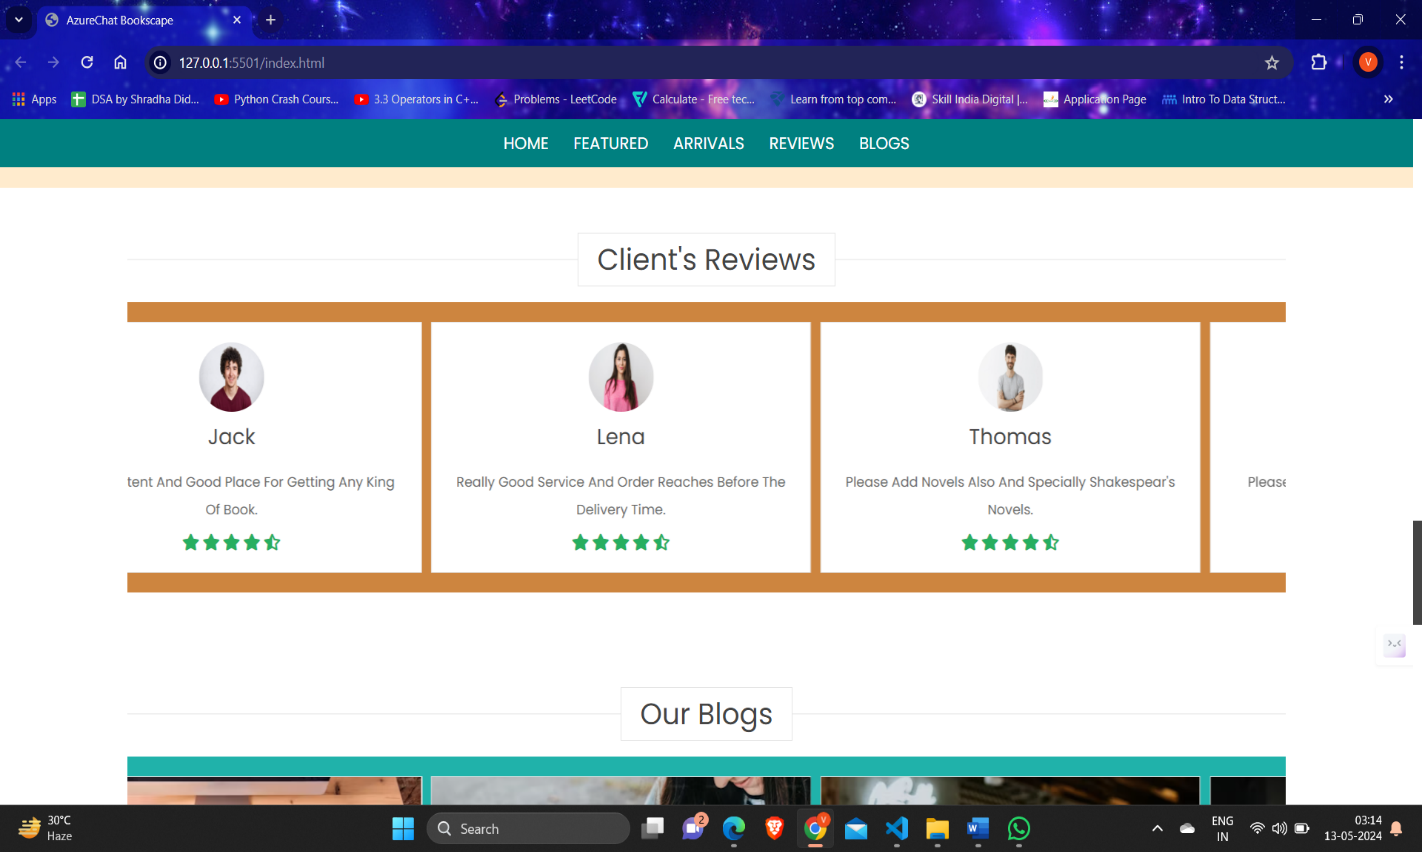 AzureChat Bookscape
127.0.0.1:5501/index.html
V
Apps
DSA by Shradha Did...
Python Crash Cours...
3.3 Operators in C+...
Problems - LeetCode
Calculate - Free tec...
Learn from top com...
Skill India Digital |...
Application Page
Intro To Data Struct...
»
HOME FEATURED ARRIVALS REVIEWS BLOGS
Client's Reviews
Jack
tent And Good Place For Getting Any King
Of Book.
Lena
Really Good Service And Order Reaches Before The
Delivery Time.
Thomas
Please Add Novels Also And Specially Shakespear's
Novels.
Please
Our Blogs
30°C
Haze
Search
2
V
W
ENG
IN
03:14
13-05-2024